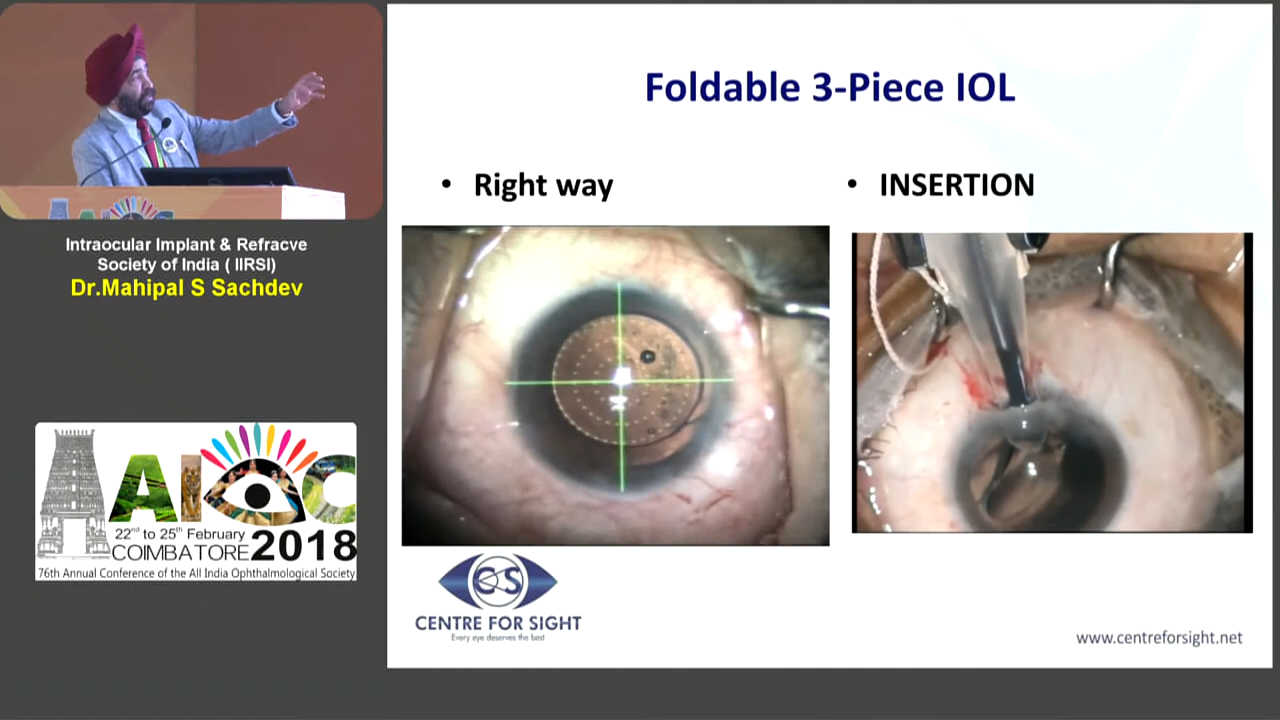 Foldable 3-Piece IOL
• Right way
• INSERTION
Intraocular Implant & Refracve
Society of India ( IIRSI)
Dr.Mahipal S Sachdev
AIOC
22nd to 25th February
COIMBATORE 2018
76th Annual Conference of the All India Ophthalmological Society
CS
CENTRE FOR SIGHT
Every eye deserves the best
www.centreforsight.net